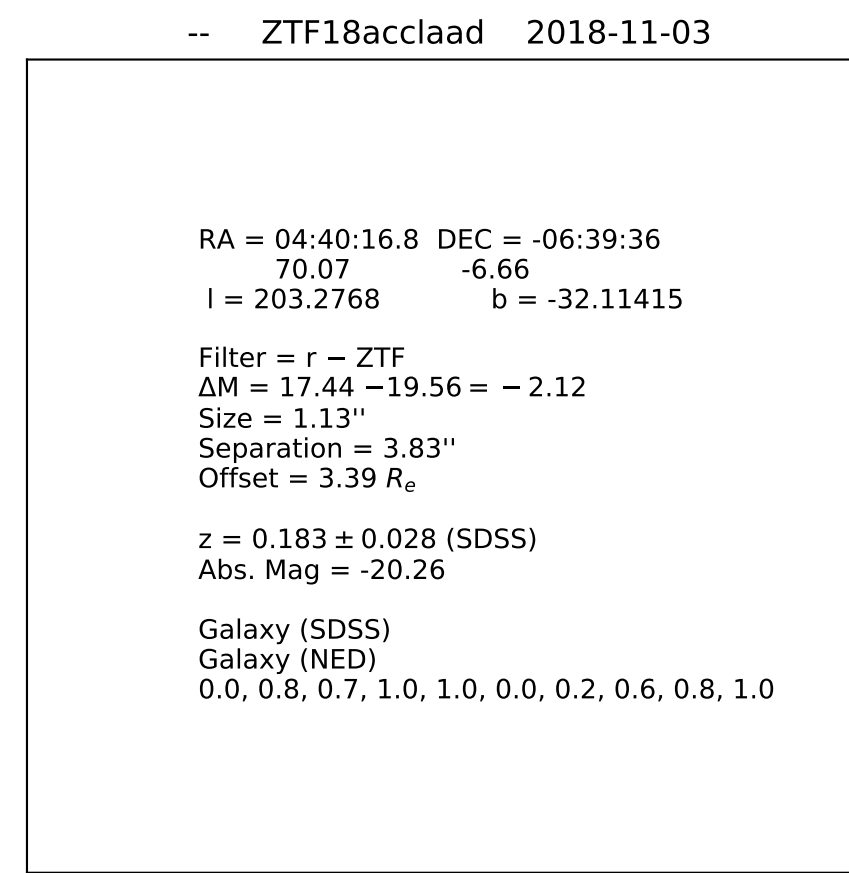 -- ZTF18acclaad 2018-11-03
RA = 04:40:16.8 DEC = -06:39:36
70.07 -6.66
l = 203.2768 b = -32.11415
Filter = r − ZTF
ΔM = 17.44 −19.56 = − 2.12
Size = 1.13''
Separation = 3.83''
Offset = 3.39 Rₑ
z = 0.183 ± 0.028 (SDSS)
Abs. Mag = -20.26
Galaxy (SDSS)
Galaxy (NED)
0.0, 0.8, 0.7, 1.0, 1.0, 0.0, 0.2, 0.6, 0.8, 1.0